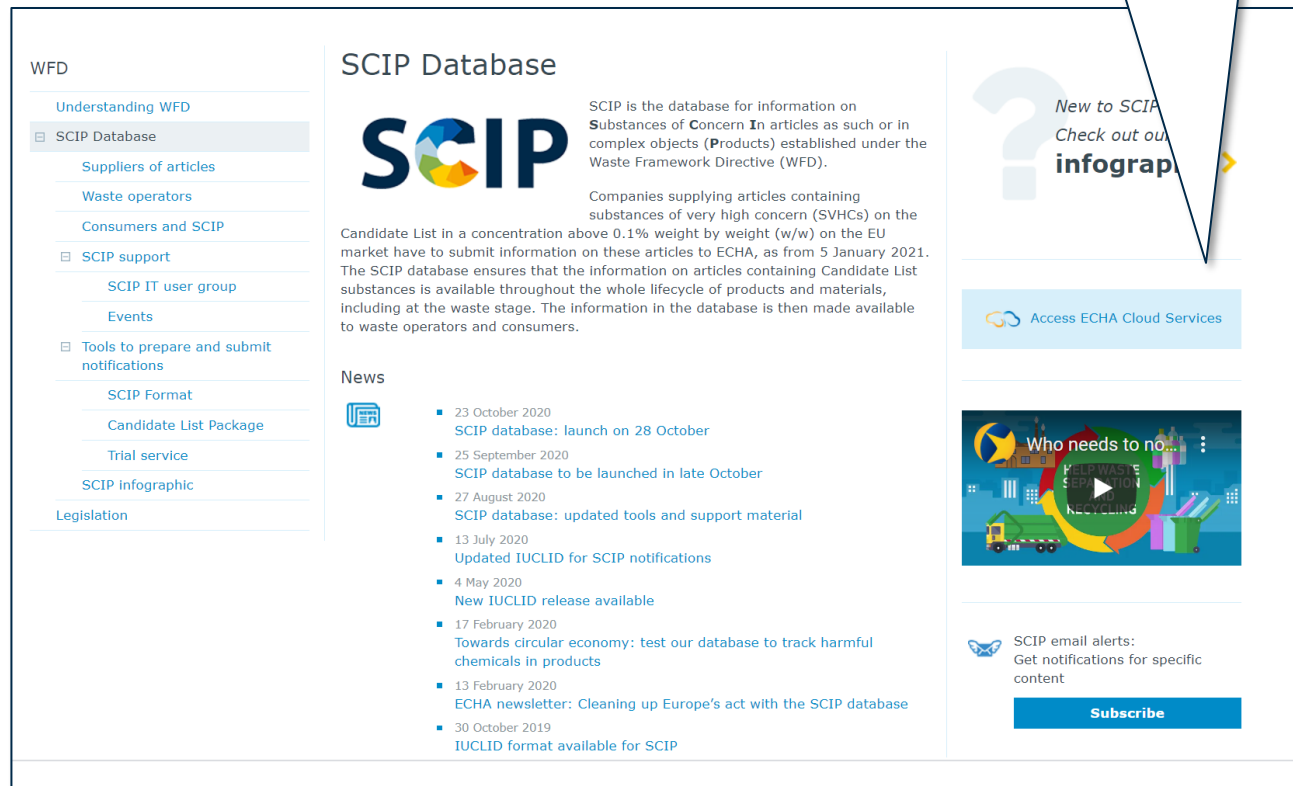 WFD
Understanding WFD
SCIP Database
Suppliers of articles
Waste operators
Consumers and SCIP
SCIP support
SCIP IT user group
Events
Tools to prepare and submit
notifications
SCIP Format
Candidate List Package
Trial service
SCIP infographic
Legislation
SCIP Database
SCIP
SCIP is the database for information on
Substances of Concern In articles as such or in
complex objects (Products) established under the
Waste Framework Directive (WFD).
Companies supplying articles containing
substances of very high concern (SVHCs) on the
Candidate List in a concentration above 0.1% weight by weight (w/w) on the EU
market have to submit information on these articles to ECHA, as from 5 January 2021.
The SCIP database ensures that the information on articles containing Candidate List
substances is available throughout the whole lifecycle of products and materials,
including at the waste stage. The information in the database is then made available
to waste operators and consumers.
News
23 October 2020
SCIP database: launch on 28 October
25 September 2020
SCIP database to be launched in late October
27 August 2020
SCIP database: updated tools and support material
13 July 2020
Updated IUCLID for SCIP notifications
4 May 2020
New IUCLID release available
17 February 2020
Towards circular economy: test our database to track harmful
chemicals in products
13 February 2020
ECHA newsletter: Cleaning up Europe's act with the SCIP database
30 October 2019
IUCLID format available for SCIP
New to SCIP
Check out
Access ECHA Cloud Services
Who needs to no...
HELP WASTE
SEPARATION
AND
RECYCLING
SCIP email alerts:
Get notifications for specific
content
Subscribe